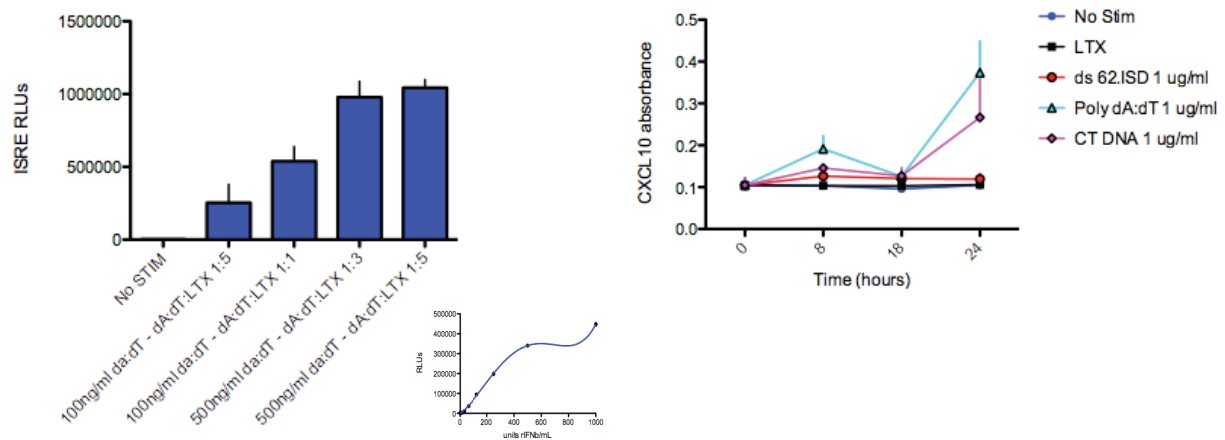 1500000
1000000
500000
0
ISRE RLUs
No STIM
100ng/ml da:dT - dA:dT:LTX 1:5
100ng/ml da:dT - dA:dT:LTX 1:1
500ng/ml da:dT - dA:dT:LTX 1:3
500ng/ml da:dT - dA:dT:LTX 1:5
500000
400000
300000
200000
100000
0
RLUs
0 200 400 600 800 1000
units rIFNb/mL
0.5
0.4
0.3
0.2
0.1
0.0
CXCL10 absorbance
0 8 18 24
Time (hours)
No Stim
LTX
ds 62.ISD 1 ug/ml
Poly dA:dT 1 ug/ml
CT DNA 1 ug/ml